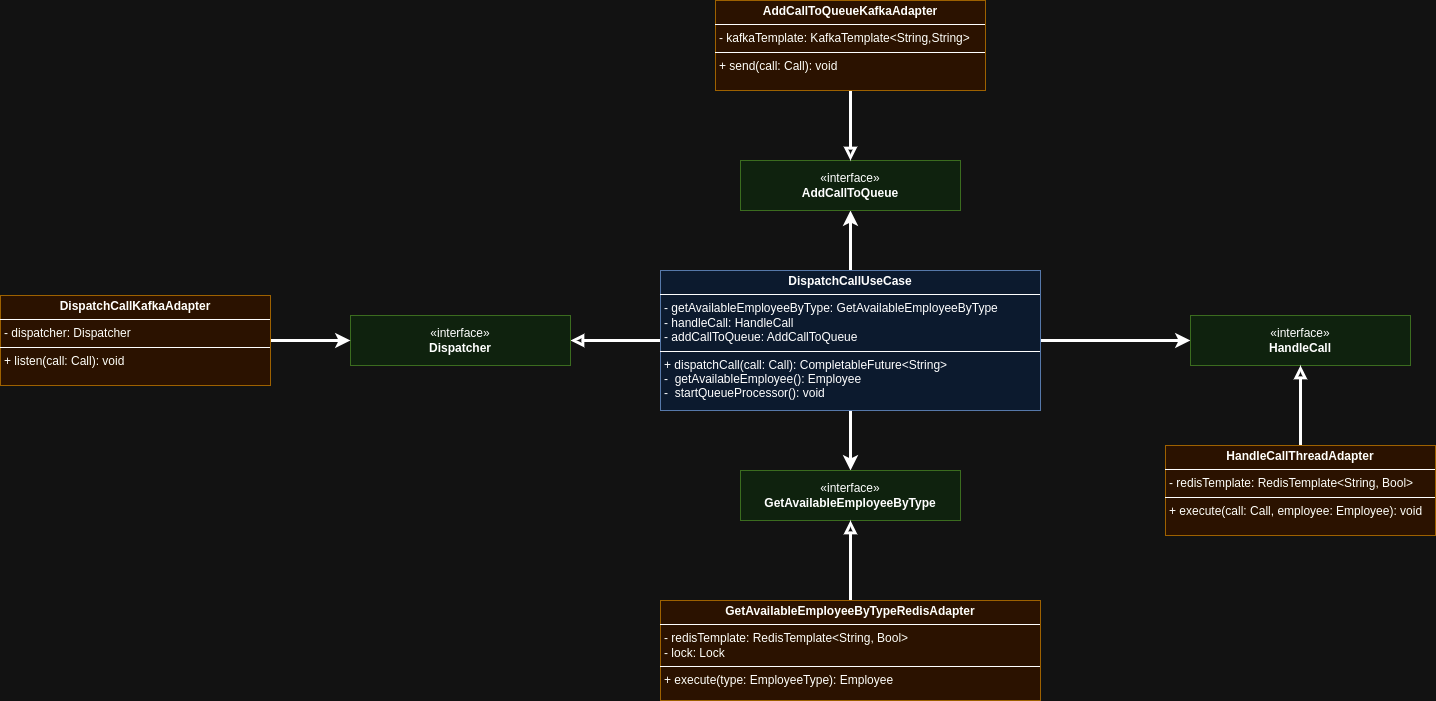 AddCallToQueueKafkaAdapter
- kafkaTemplate: KafkaTemplate<String,String>
+ send(call: Call): void
«interface»
AddCallToQueue
DispatchCallKafkaAdapter
- dispatcher: Dispatcher
+ listen(call: Call): void
«interface»
Dispatcher
DispatchCallUseCase
- getAvailableEmployeeByType: GetAvailableEmployeeByType
- handleCall: HandleCall
- addCallToQueue: AddCallToQueue
+ dispatchCall(call: Call): CompletableFuture<String>
-  getAvailableEmployee(): Employee
-  startQueueProcessor(): void
«interface»
HandleCall
HandleCallThreadAdapter
- redisTemplate: RedisTemplate<String, Bool>
+ execute(call: Call, employee: Employee): void
«interface»
GetAvailableEmployeeByType
GetAvailableEmployeeByTypeRedisAdapter
- redisTemplate: RedisTemplate<String, Bool>
- lock: Lock
+ execute(type: EmployeeType): Employee